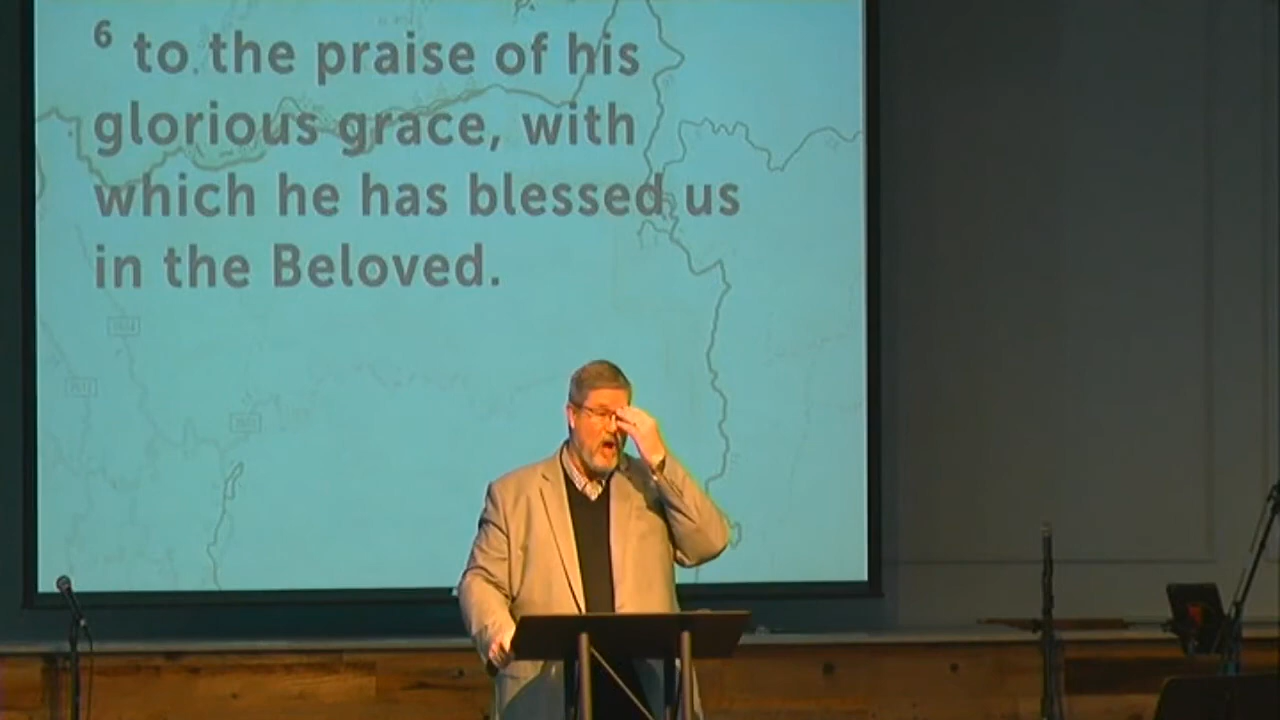 6 to the praise of his
glorious grace, with
which he has blessed us
in the Beloved.